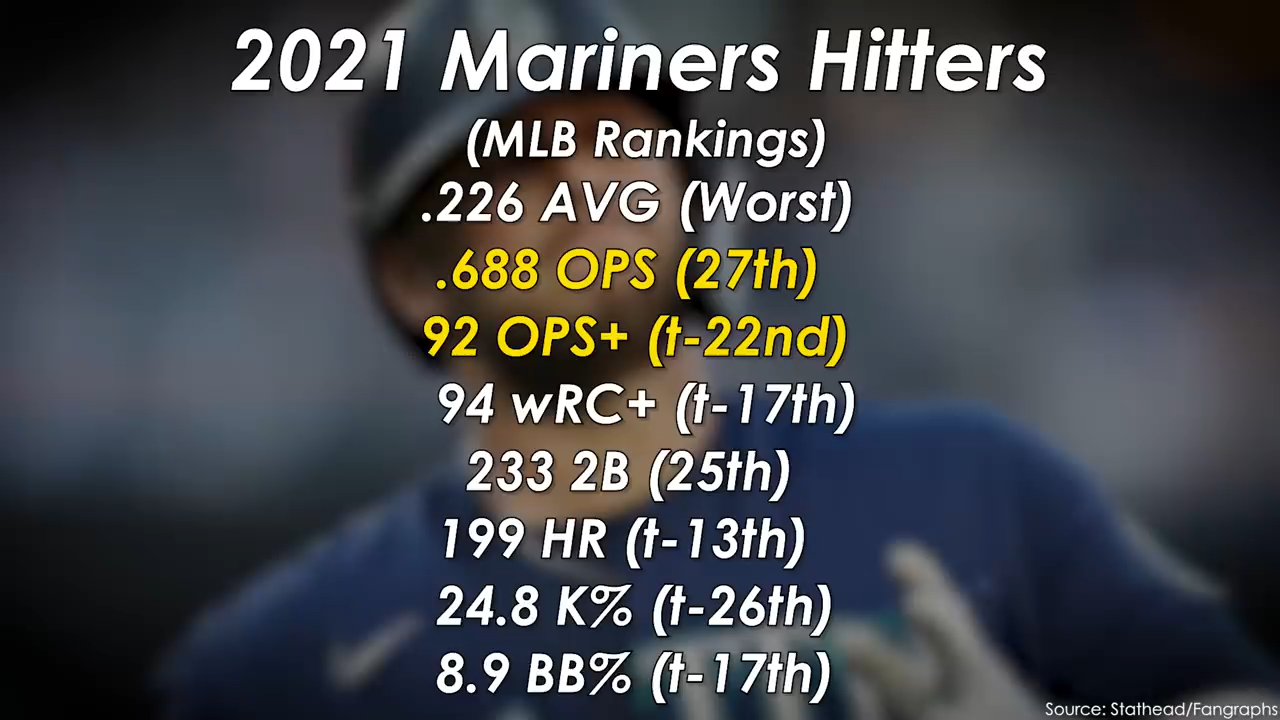 2021 Mariners Hitters
(MLB Rankings)
.226 AVG (Worst)
.688 OPS (27th)
92 OPS+ (t-22nd)
94 wRC+ (t-17th)
233 2B (25th)
199 HR (t-13th)
24.8 K% (t-26th)
8.9 BB% (t-17th)
Source: Stathead/Fangraphs